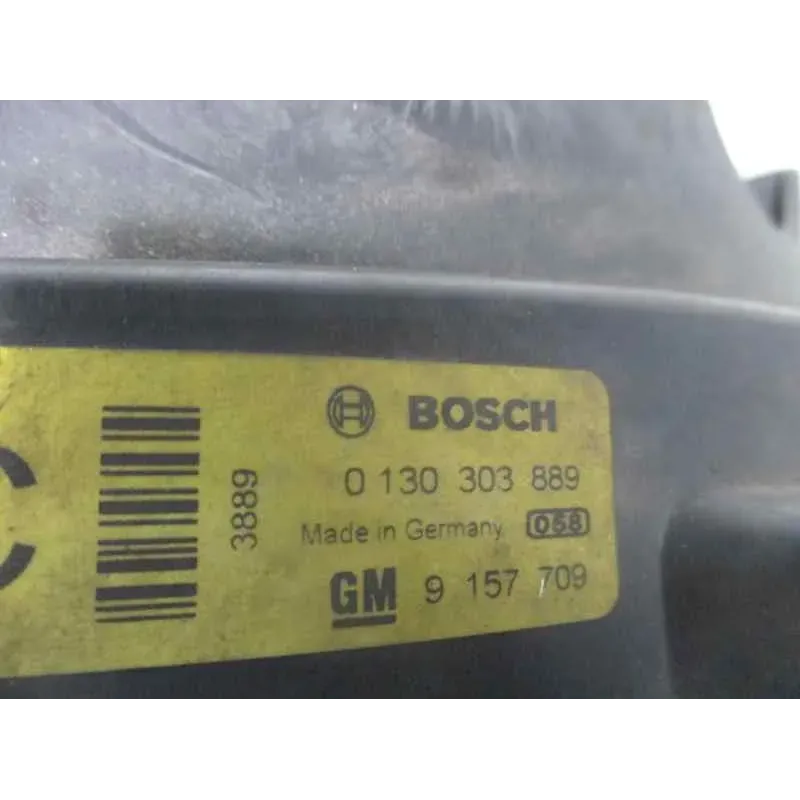 C
3889
BOSCH
0 130 303 889
Made in Germany 058
GM 9 157 709